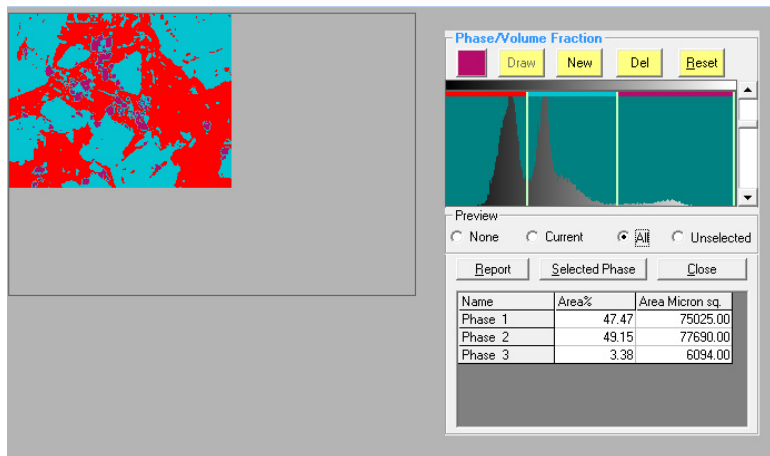 Phase/Volume Fraction
Draw New Del Reset
Preview
None Current All Unselected
Report Selected Phase Close
Name Area% Area Micron sq.
Phase 1 47.47 75025.00
Phase 2 49.15 77690.00
Phase 3 3.38 6094.00